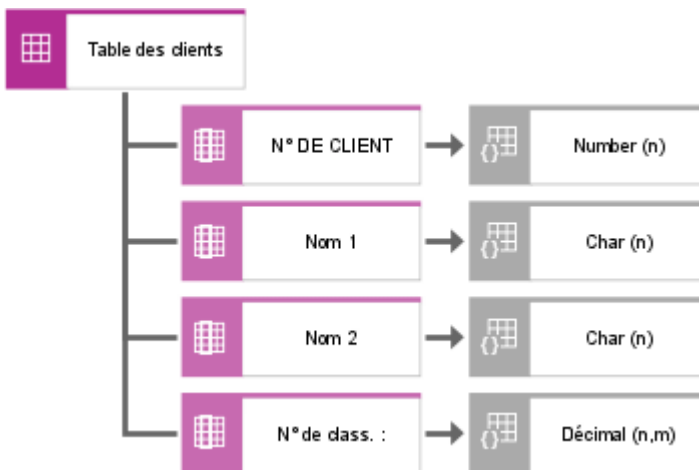 Table des clients
N° DE CLIENT
Number (n)
Nom 1
Char (n)
Nom 2
Char (n)
N° de class. :
Décimal (n,m)